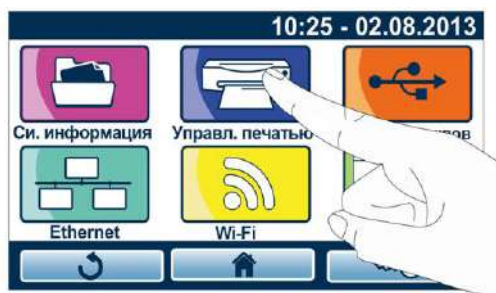 10:25 - 02.08.2013
Си. информация Управл. печатью
Ethernet Wi-Fi